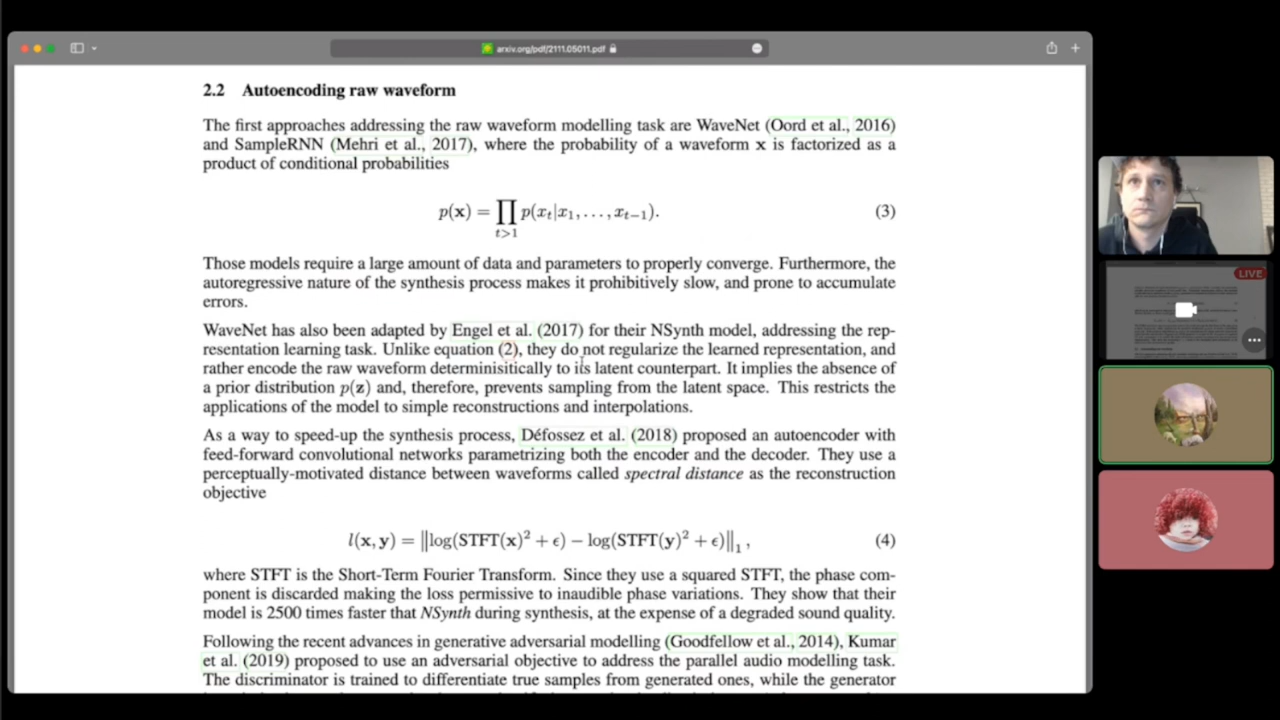 arxiv.org/pdf/2111.05011.pdf
2.2 Autoencoding raw waveform
The first approaches addressing the raw waveform modelling task are WaveNet (Oord et al., 2016)
and SampleRNN (Mehri et al., 2017), where the probability of a waveform x is factorized as a
product of conditional probabilities
p(x) = ∏ p(x_t|x_1, . . . , x_{t−1}). (3)
t>1
Those models require a large amount of data and parameters to properly converge. Furthermore, the
autoregressive nature of the synthesis process makes it prohibitively slow, and prone to accumulate
errors.
WaveNet has also been adapted by Engel et al. (2017) for their NSynth model, addressing the rep-
resentation learning task. Unlike equation (2), they do not regularize the learned representation, and
rather encode the raw waveform determinisitically to its latent counterpart. It implies the absence of
a prior distribution p(z) and, therefore, prevents sampling from the latent space. This restricts the
applications of the model to simple reconstructions and interpolations.
As a way to speed-up the synthesis process, Défossez et al. (2018) proposed an autoencoder with
feed-forward convolutional networks parametrizing both the encoder and the decoder. They use a
perceptually-motivated distance between waveforms called spectral distance as the reconstruction
objective
l(x, y) = ‖log(STFT(x)² + ϵ) − log(STFT(y)² + ϵ)‖₁ , (4)
where STFT is the Short-Term Fourier Transform. Since they use a squared STFT, the phase com-
ponent is discarded making the loss permissive to inaudible phase variations. They show that their
model is 2500 times faster that NSynth during synthesis, at the expense of a degraded sound quality.
Following the recent advances in generative adversarial modelling (Goodfellow et al., 2014), Kumar
et al. (2019) proposed to use an adversarial objective to address the parallel audio modelling task.
The discriminator is trained to differentiate true samples from generated ones, while the generator
LIVE